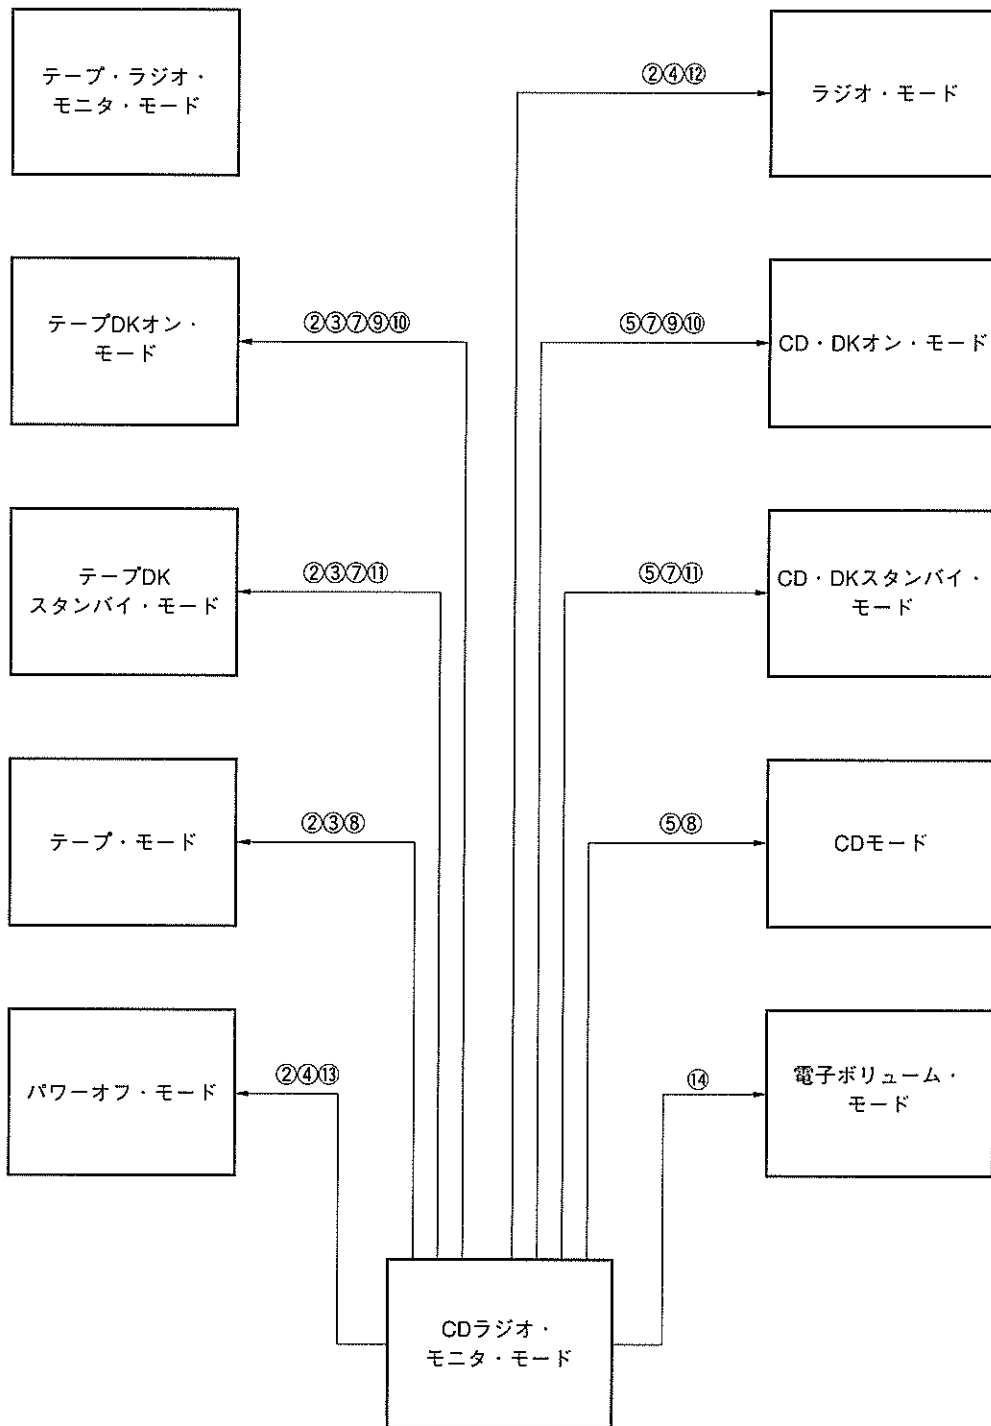 テープ・ラジオ・
モニタ・モード
②④⑫
ラジオ・モード
テープDKオン・
モード
②③⑦⑨⑩
⑤⑦⑨⑩
CD・DKオン・モード
テープDK
スタンバイ・モード
②③⑦⑪
⑤⑦⑪
CD・DKスタンバイ・
モード
テープ・モード
②③⑧
⑤⑧
CDモード
パワーオフ・モード
②④⑬
⑭
電子ボリューム・
モード
CDラジオ・
モニタ・モード